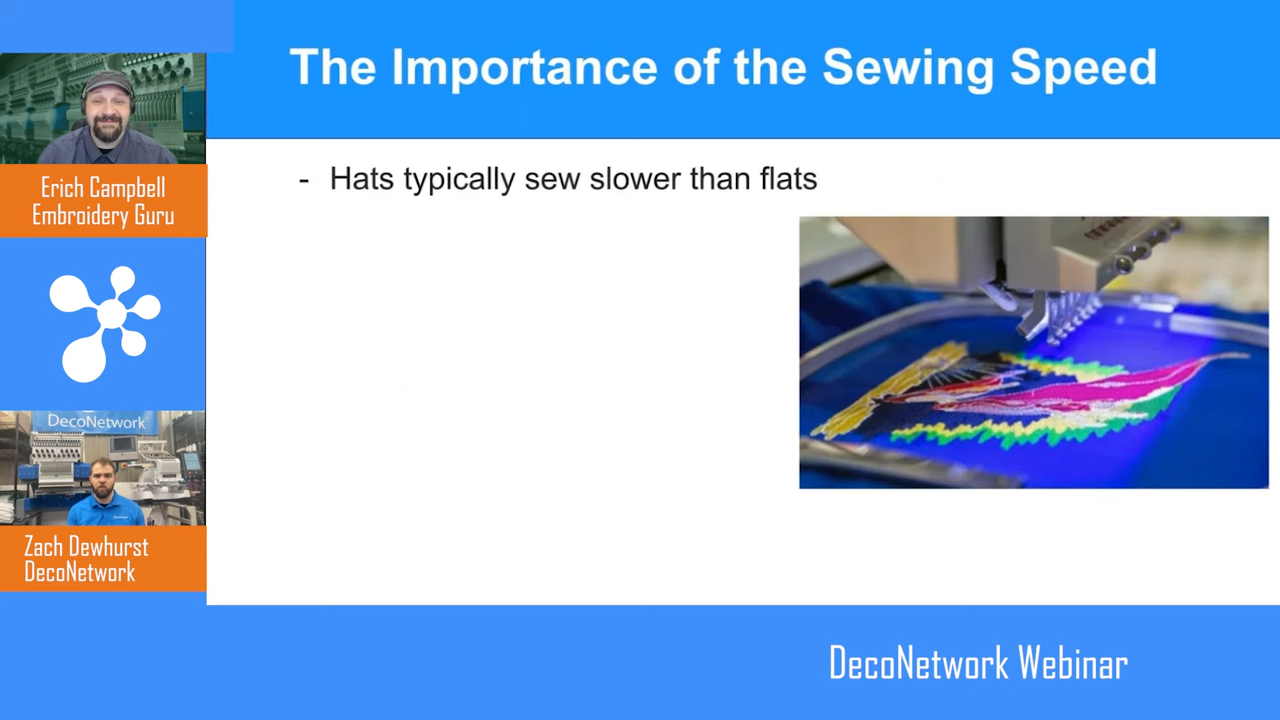 The Importance of the Sewing Speed
- Hats typically sew slower than flats
Erich Campbell
Embroidery Guru
DecoNetwork
Zach Dewhurst
DecoNetwork
DecoNetwork Webinar